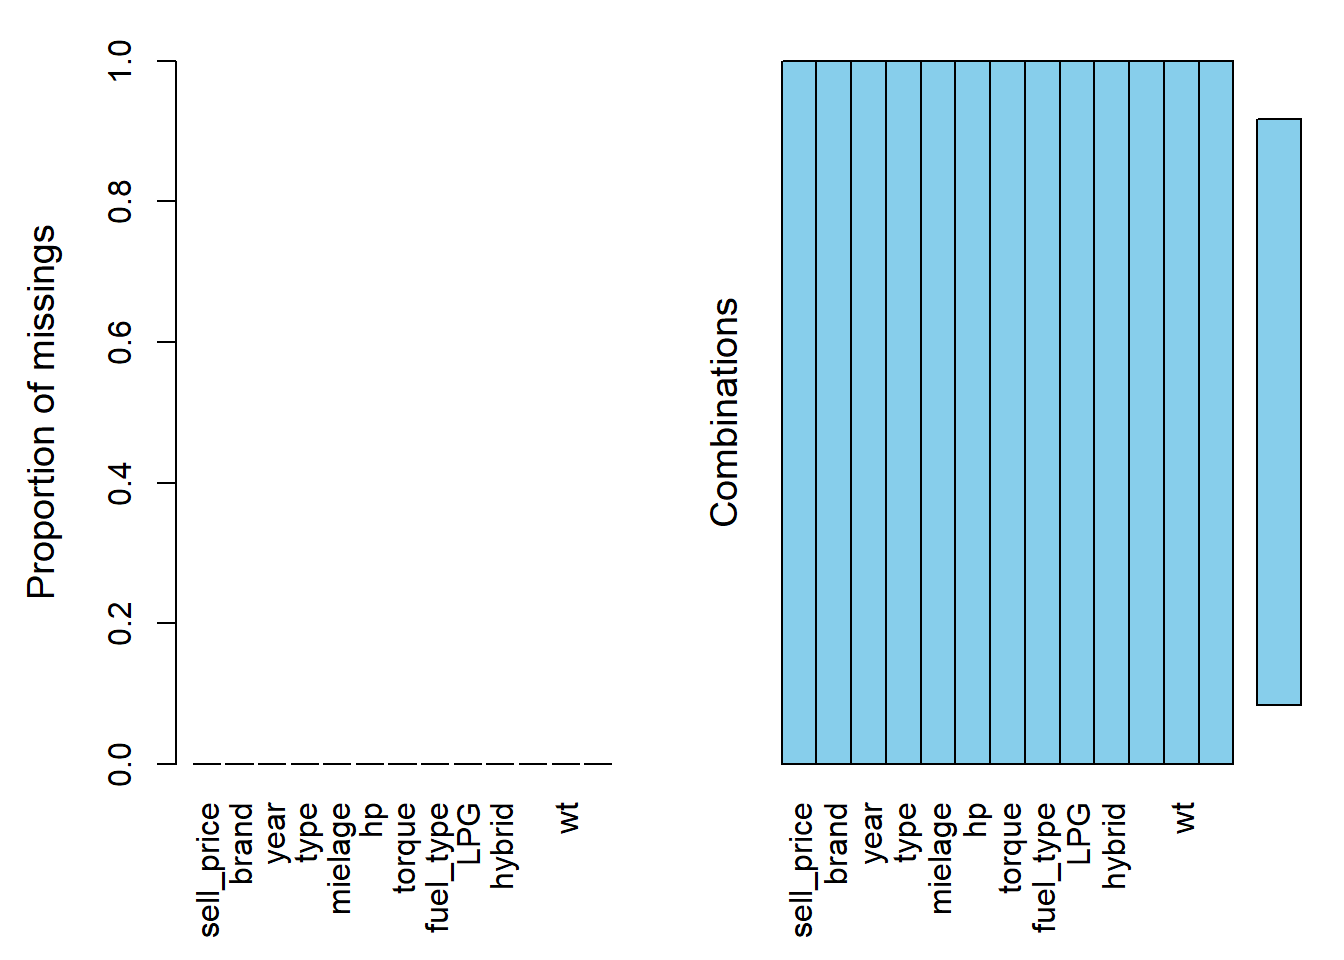 Proportion of missings
1.0
0.8
0.6
0.4
0.2
0.0
sell_price
brand
year
type
mielage
hp
torque
fuel_type
LPG
hybrid
wt
Combinations
sell_price
brand
year
type
mielage
hp
torque
fuel_type
LPG
hybrid
wt